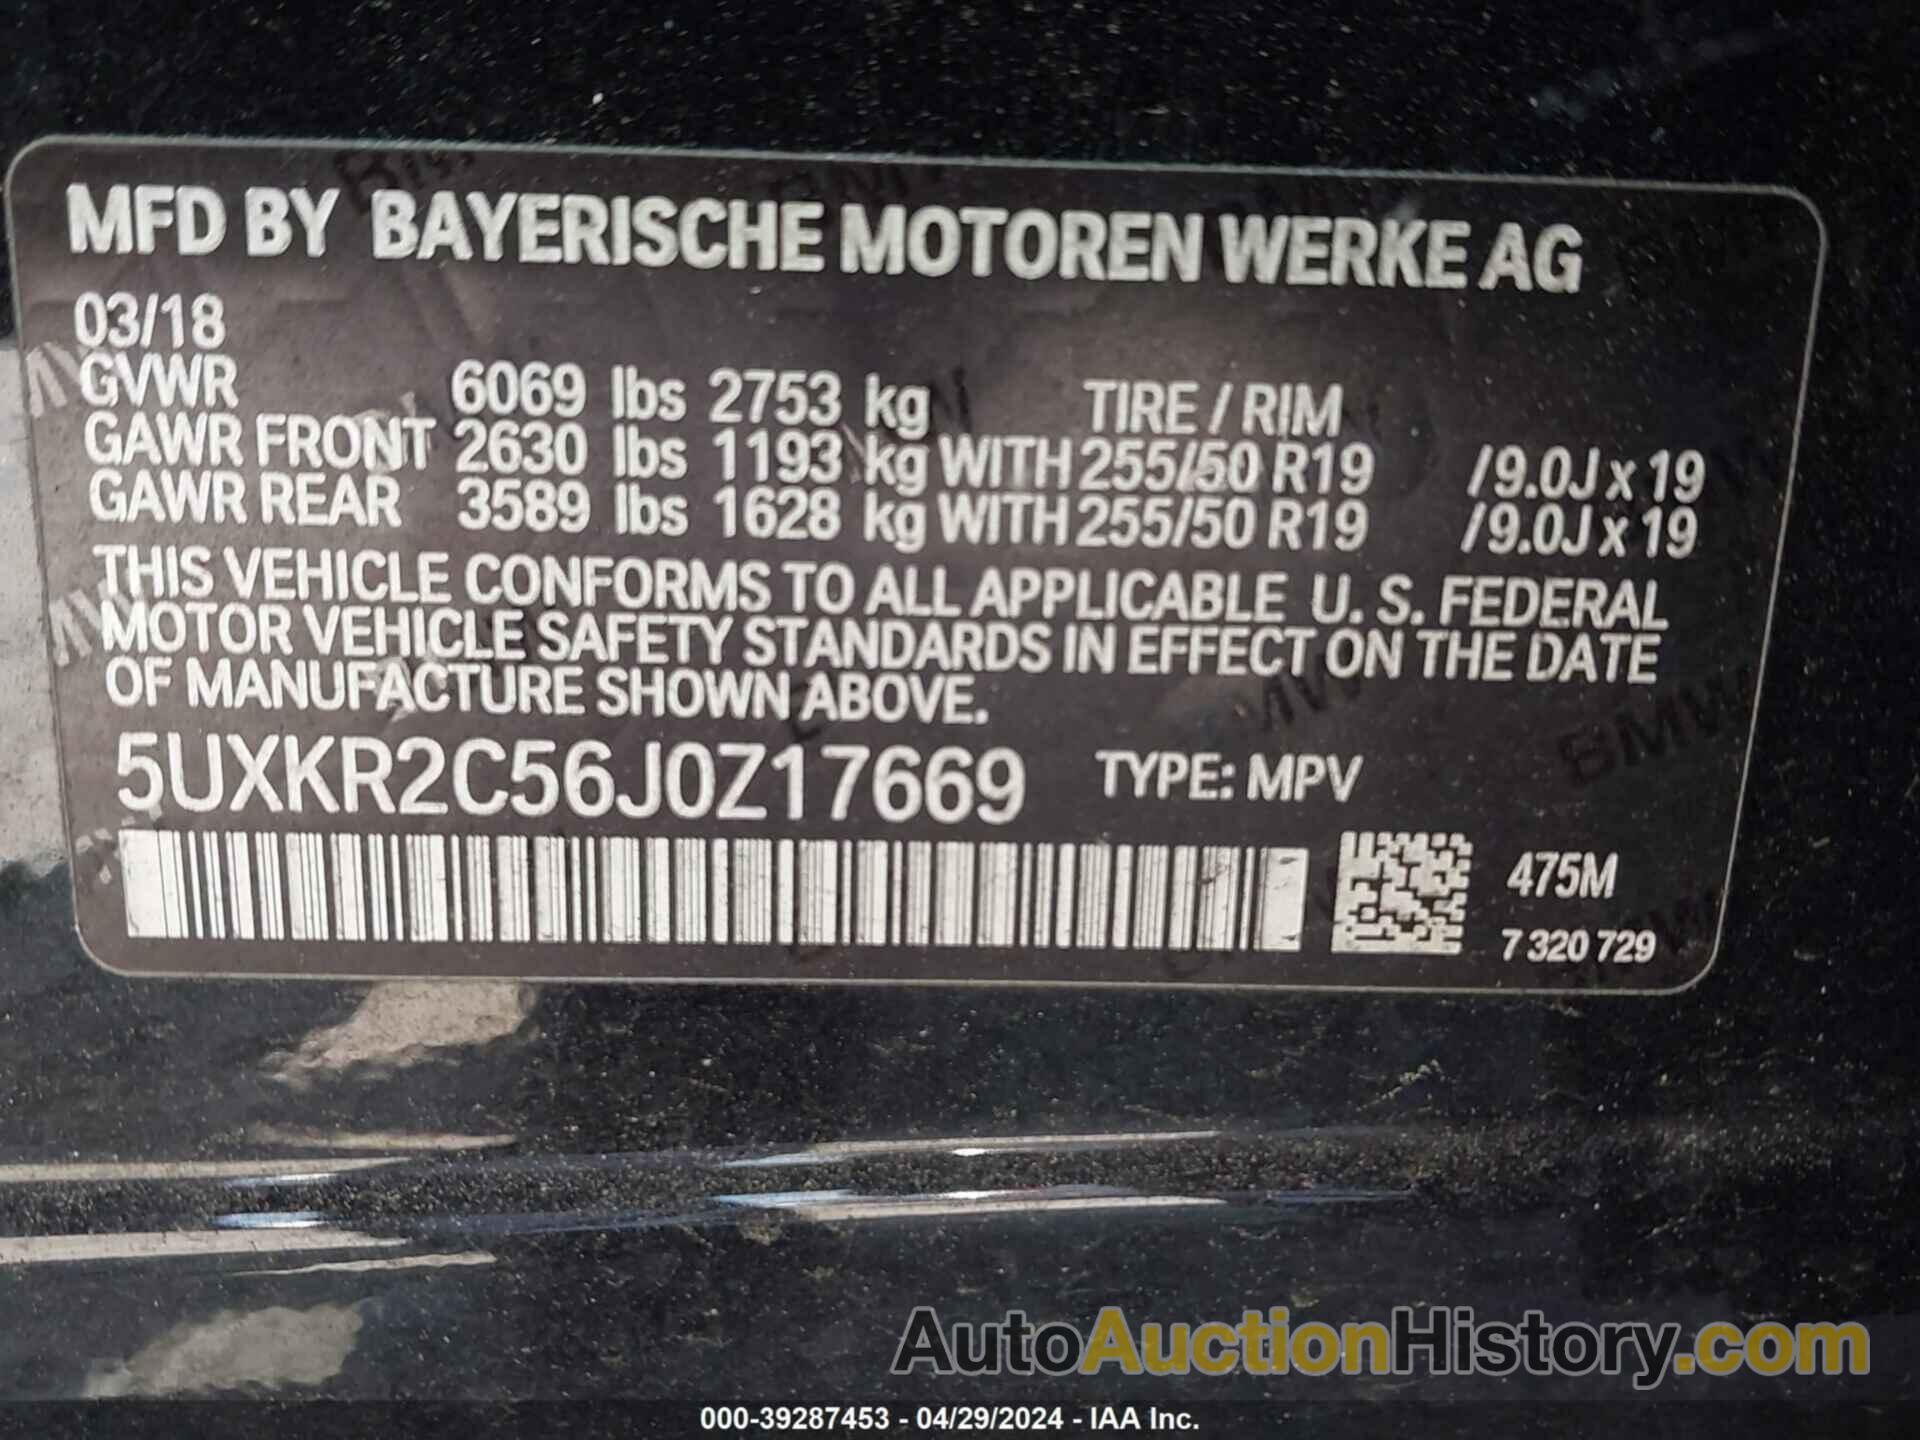 MFD BY BAYERISCHE MOTOREN WERKE AG
03/18
GVWR 6069 lbs 2753 kg TIRE / RIM
GAWR FRONT 2630 lbs 1193 kg WITH 255/50 R19 /9.0J x 19
GAWR REAR 3589 lbs 1628 kg WITH 255/50 R19 /9.0J x 19
THIS VEHICLE CONFORMS TO ALL APPLICABLE U. S. FEDERAL
MOTOR VEHICLE SAFETY STANDARDS IN EFFECT ON THE DATE
OF MANUFACTURE SHOWN ABOVE.
5UXKR2C56J0Z17669 TYPE: MPV
475M
7 320 729
AutoAuctionHistory.com
000-39287453 - 04/29/2024 - IAA Inc.